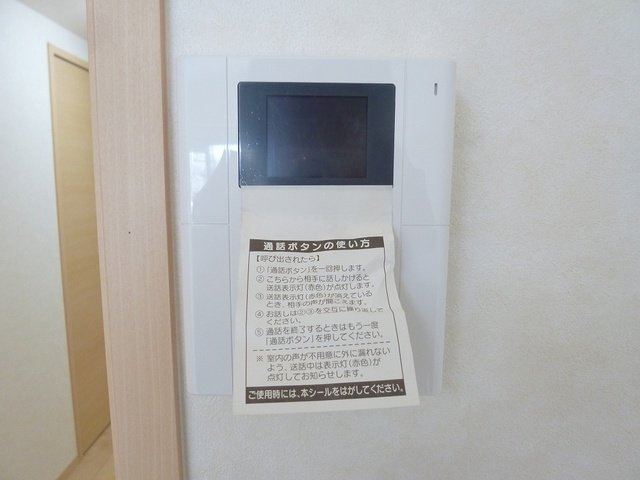 通話ボタンの使い方
【呼び出されたら】
①「通話ボタン」を一回押します。
②こちらから相手に話しかけると
送話表示灯(赤色)が点灯します。
③送話表示灯(赤色)が消えている
とき、相手の声が聞こえます。
④お話しは②③を交互に繰り返して
ください。
⑤通話を終了するときはもう一度
「通話ボタン」を押してください。
※室内の声が不用意に外に漏れない
よう、送話中は表示灯(赤色)が
点灯してお知らせします。
ご使用時には、本シールをはがしてください。